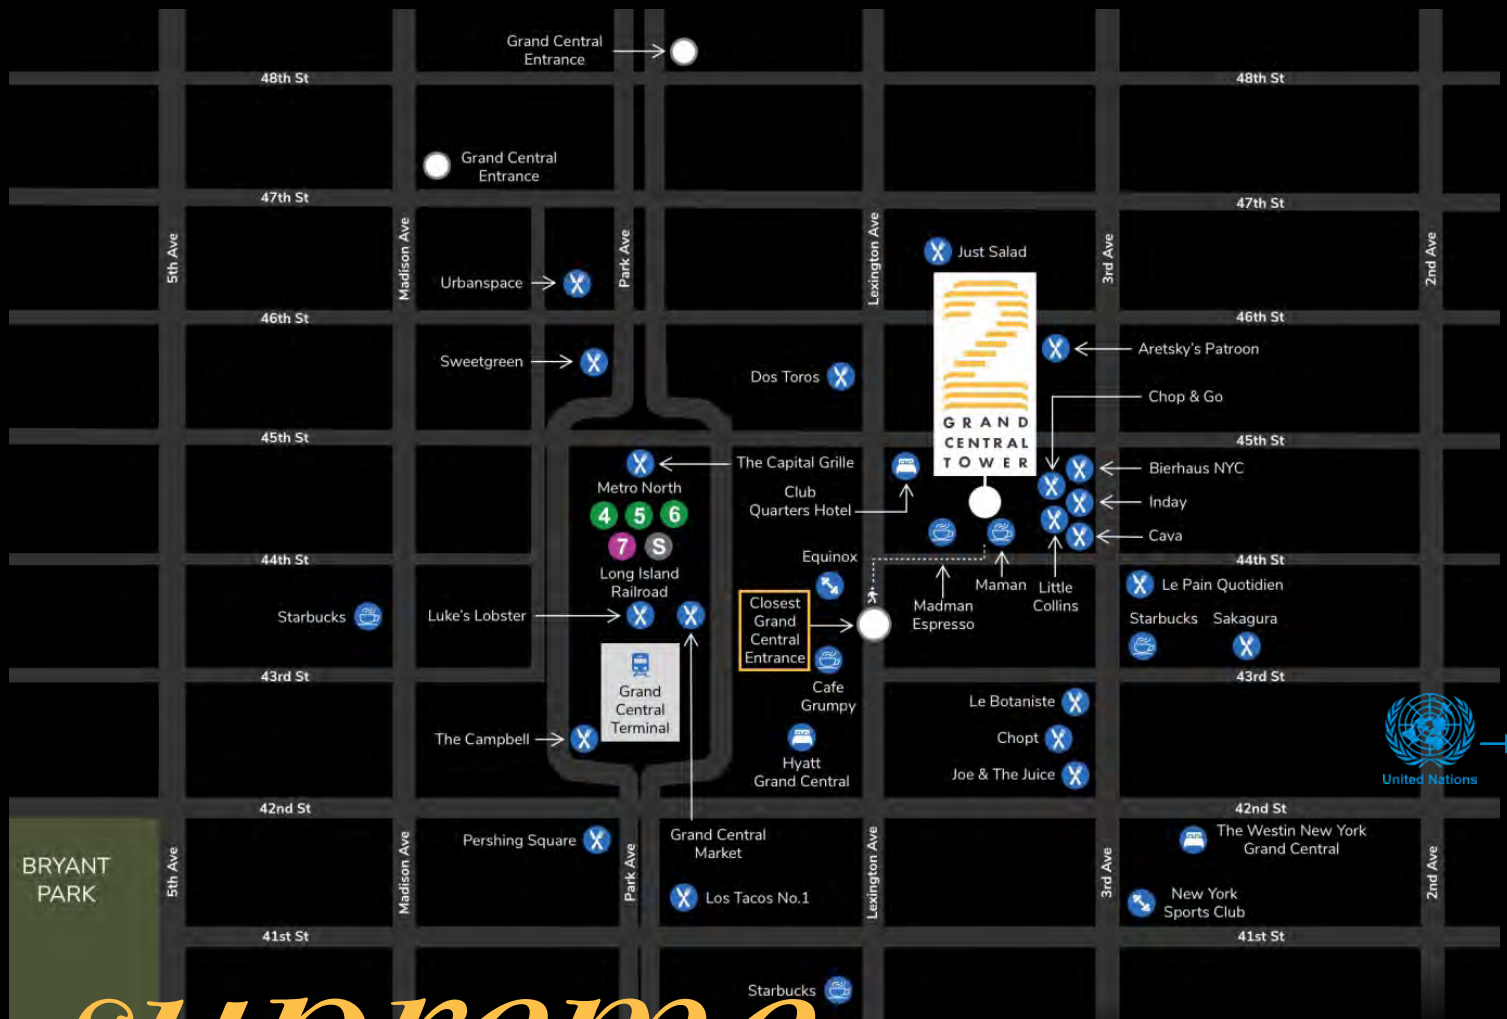 Grand Central
Entrance
48th St
48th St
Grand Central
Entrance
47th St
47th St
5th Ave
Madison Ave
Park Ave
Lexington Ave
3rd Ave
2nd Ave
Just Salad
Urbanspace
46th St
46th St
Sweetgreen
Dos Toros
Aretsky's Patroon
Chop & Go
GRAND
CENTRAL
TOWER
45th St
45th St
The Capital Grille
Metro North
4 5 6
7 S
Long Island
Railroad
Club
Quarters Hotel
Bierhaus NYC
Inday
Cava
44th St
44th St
Equinox
Maman
Little
Collins
Madman
Espresso
Le Pain Quotidien
Starbucks
Luke's Lobster
Closest
Grand
Central
Entrance
Starbucks
Sakagura
43rd St
43rd St
Grand
Central
Terminal
Cafe
Grumpy
Le Botaniste
The Campbell
Chopt
Hyatt
Grand Central
Joe & The Juice
United Nations
42nd St
42nd St
Pershing Square
Grand Central
Market
The Westin New York
Grand Central
BRYANT
PARK
5th Ave
Madison Ave
Park Ave
Lexington Ave
3rd Ave
2nd Ave
Los Tacos No.1
New York
Sports Club
41st St
41st St
Starbucks
supreme